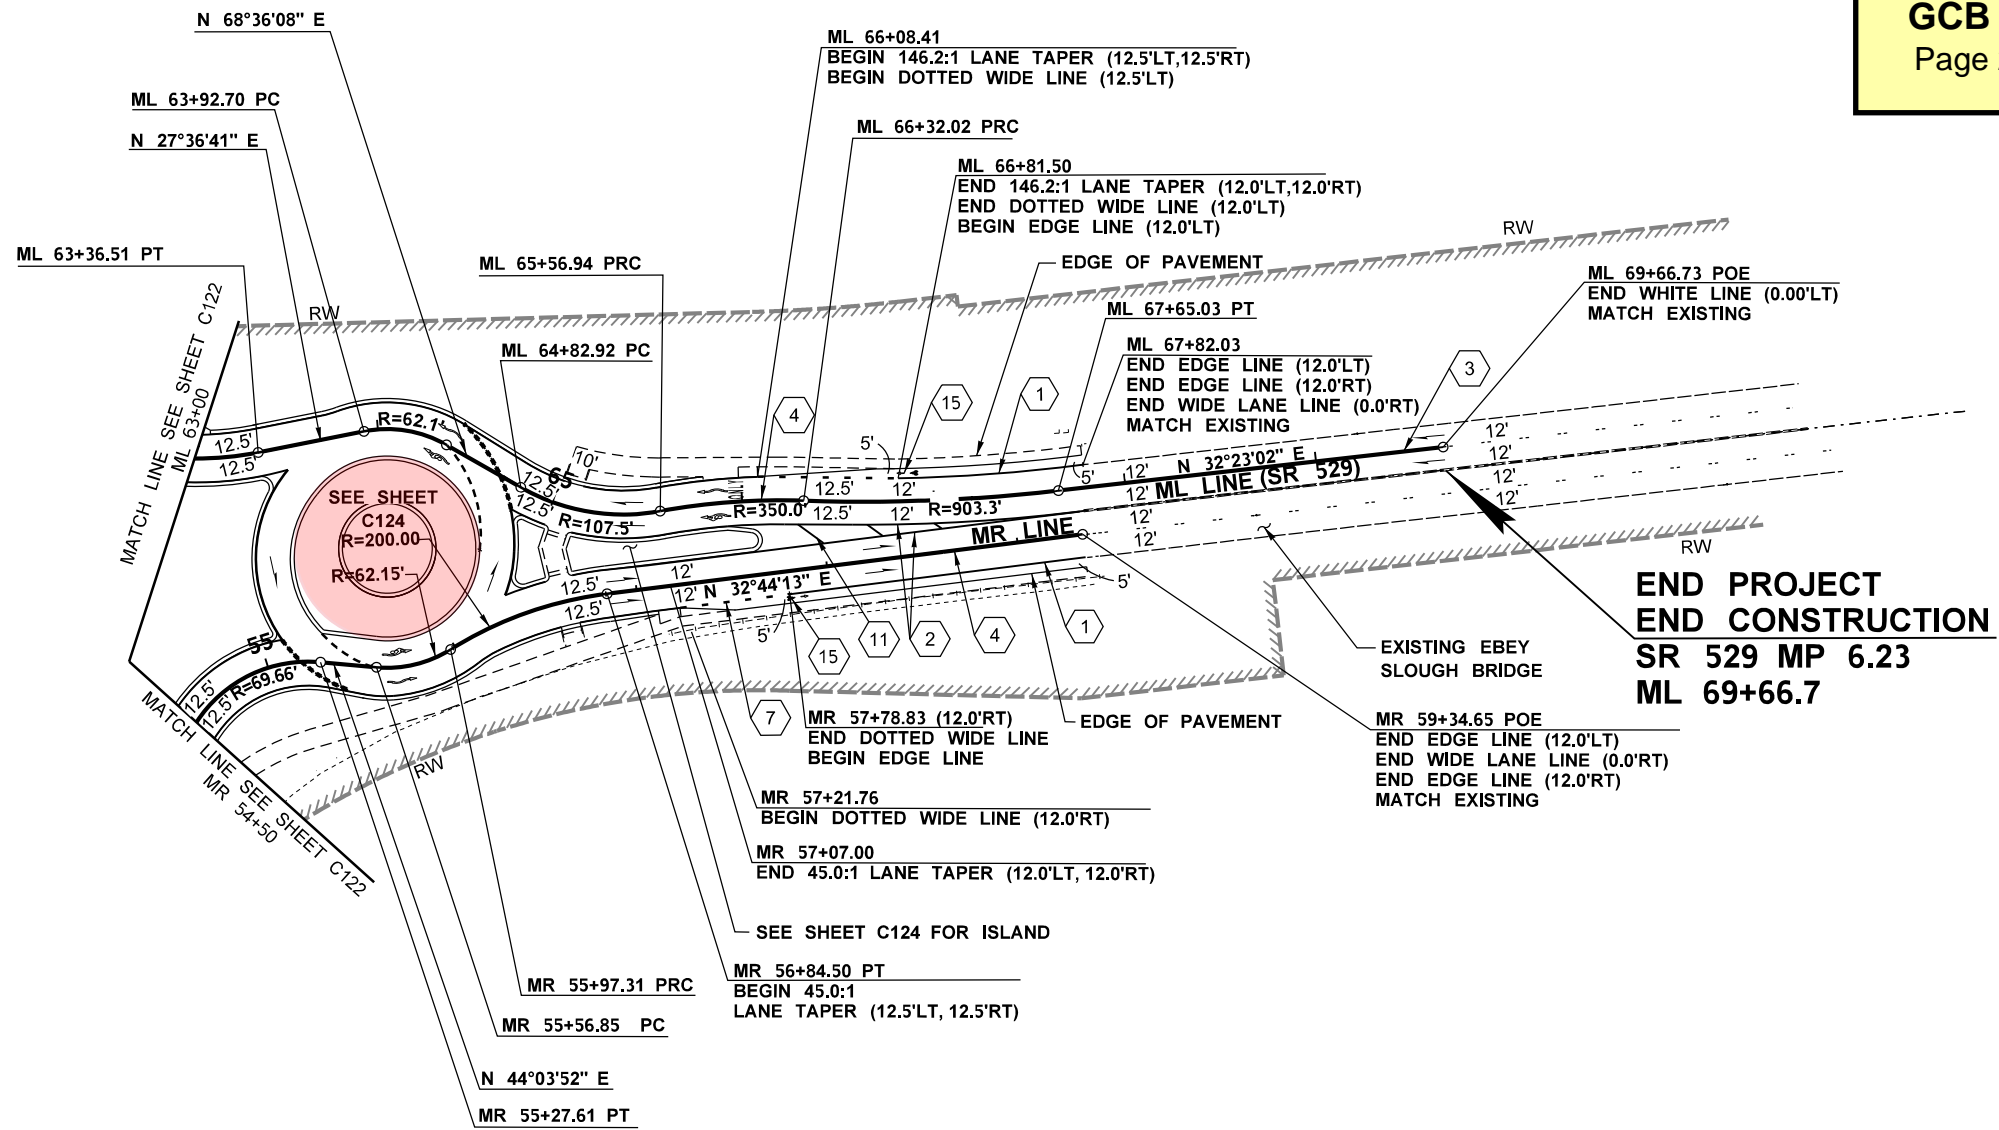 GCB
Page
N 68°36'08" E
ML 63+92.70 PC
N 27°36'41" E
ML 63+36.51 PT
ML 66+08.41
BEGIN 146.2:1 LANE TAPER (12.5'LT,12.5'RT)
BEGIN DOTTED WIDE LINE (12.5'LT)
ML 66+32.02 PRC
ML 66+81.50
END 146.2:1 LANE TAPER (12.0'LT,12.0'RT)
END DOTTED WIDE LINE (12.0'LT)
BEGIN EDGE LINE (12.0'LT)
EDGE OF PAVEMENT
RW
ML 65+56.94 PRC
ML 64+82.92 PC
RW
ML 67+65.03 PT
ML 67+82.03
END EDGE LINE (12.0'LT)
END EDGE LINE (12.0'RT)
END WIDE LANE LINE (0.0'RT)
MATCH EXISTING
ML 69+66.73 POE
END WHITE LINE (0.00'LT)
MATCH EXISTING
MATCH LINE SEE SHEET C122
ML 63+00
12.5'
12.5'
R=62.1'
10'
65
12.5'
12.5'
R=107.5'
4
15
1
3
5'
ONLY
R=350.0'
12.5'
12.5'
12'
12'
R=903.3'
5'
12'
12'
N 32°23'02" E
ML LINE (SR 529)
12'
12'
12'
12'
12'
12'
MR LINE
SEE SHEET
C124
R=200.00
R=62.15'
12.5'
12.5'
12'
12'
N 32°44'13" E
5'
5'
15
11
2
4
1
7
55
12.5'
12.5'
R=69.66'
MATCH LINE SEE SHEET C122
MR 54+50
RW
RW
END PROJECT
END CONSTRUCTION
SR 529 MP 6.23
ML 69+66.7
EXISTING EBEY
SLOUGH BRIDGE
MR 57+78.83 (12.0'RT)
END DOTTED WIDE LINE
BEGIN EDGE LINE
EDGE OF PAVEMENT
MR 59+34.65 POE
END EDGE LINE (12.0'LT)
END WIDE LANE LINE (0.0'RT)
END EDGE LINE (12.0'RT)
MATCH EXISTING
MR 57+21.76
BEGIN DOTTED WIDE LINE (12.0'RT)
MR 57+07.00
END 45.0:1 LANE TAPER (12.0'LT, 12.0'RT)
SEE SHEET C124 FOR ISLAND
MR 56+84.50 PT
BEGIN 45.0:1
LANE TAPER (12.5'LT, 12.5'RT)
MR 55+97.31 PRC
MR 55+56.85 PC
N 44°03'52" E
MR 55+27.61 PT